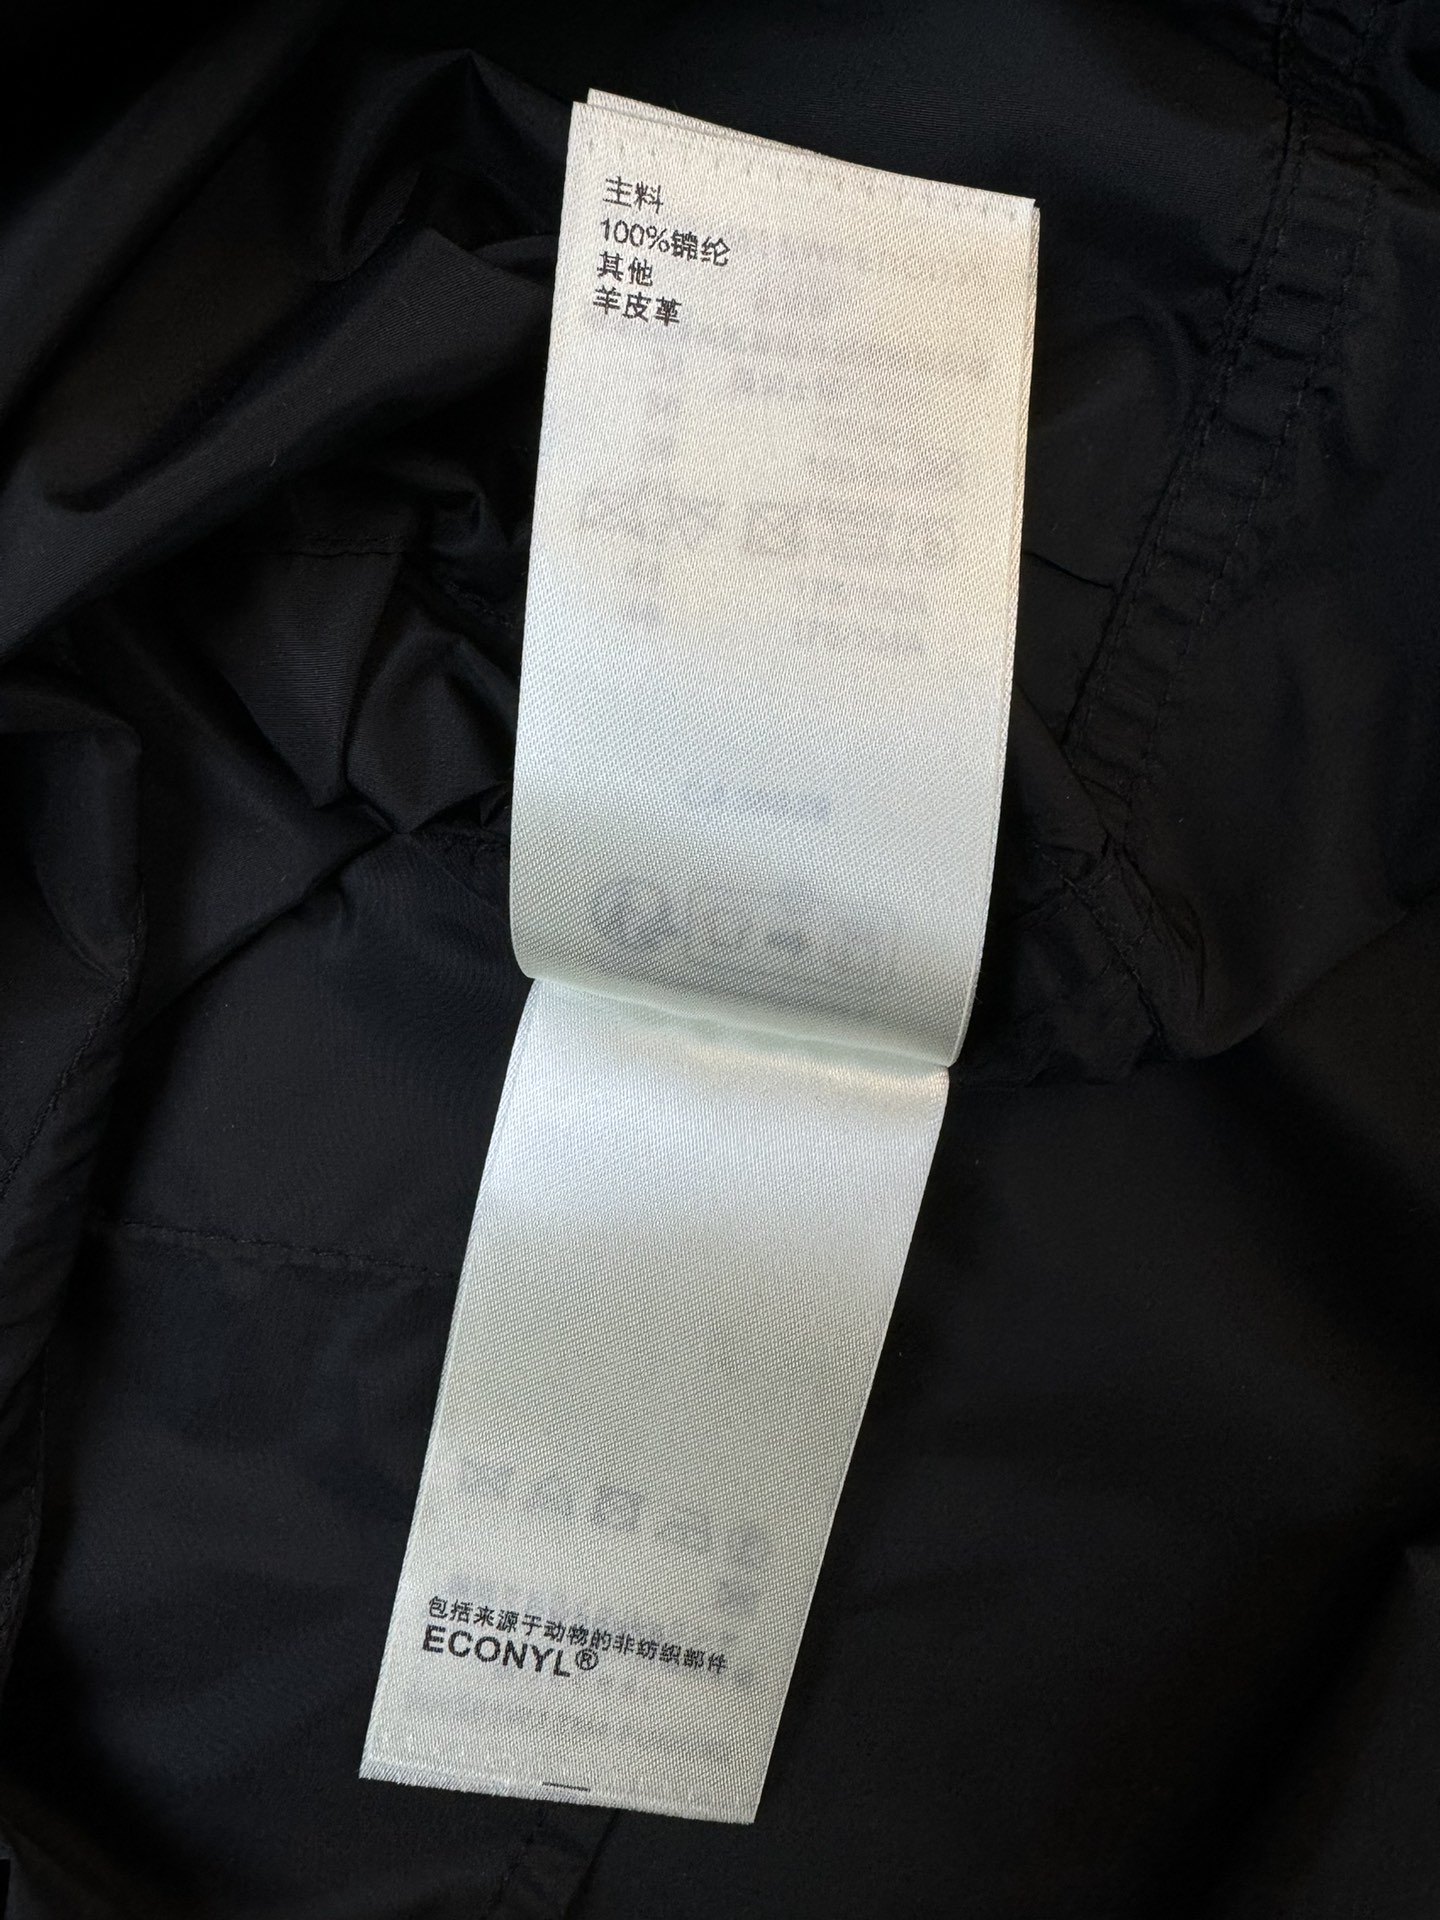 主料
100%锦纶
其他
羊皮革
包括来源于动物的非纺织部件
ECONYL®